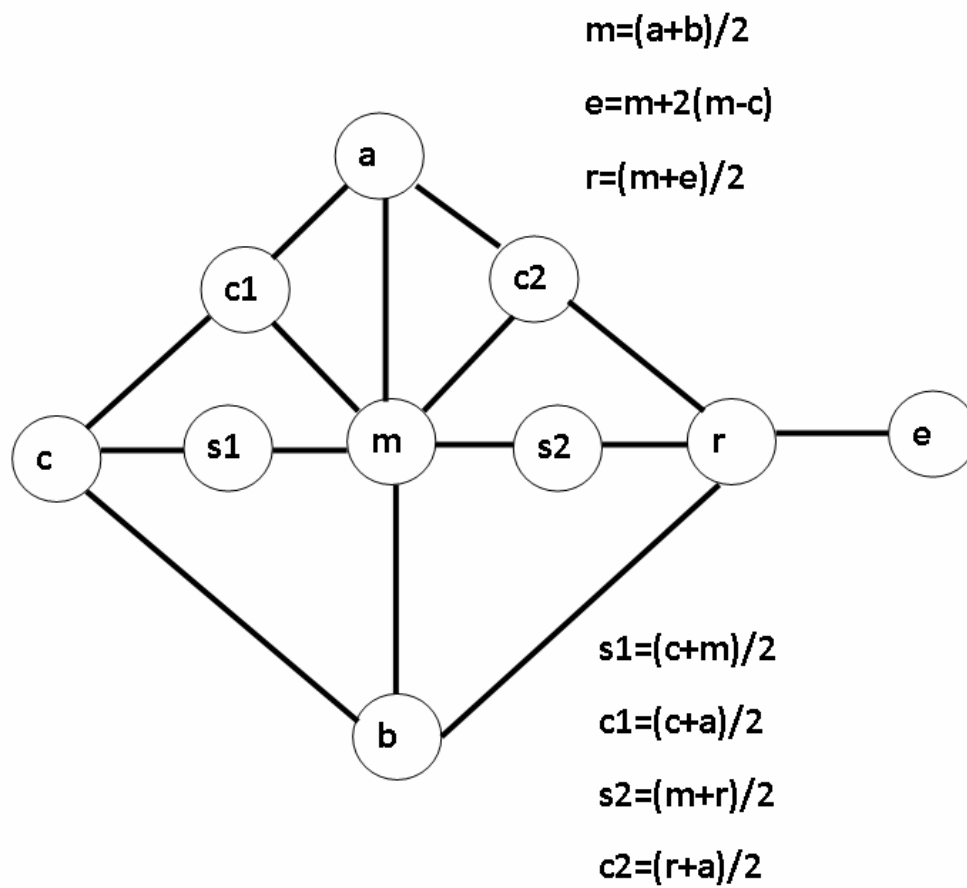 m=(a+b)/2
e=m+2(m-c)
r=(m+e)/2
a
c1
c2
c
s1
m
s2
r
e
b
s1=(c+m)/2
c1=(c+a)/2
s2=(m+r)/2
c2=(r+a)/2